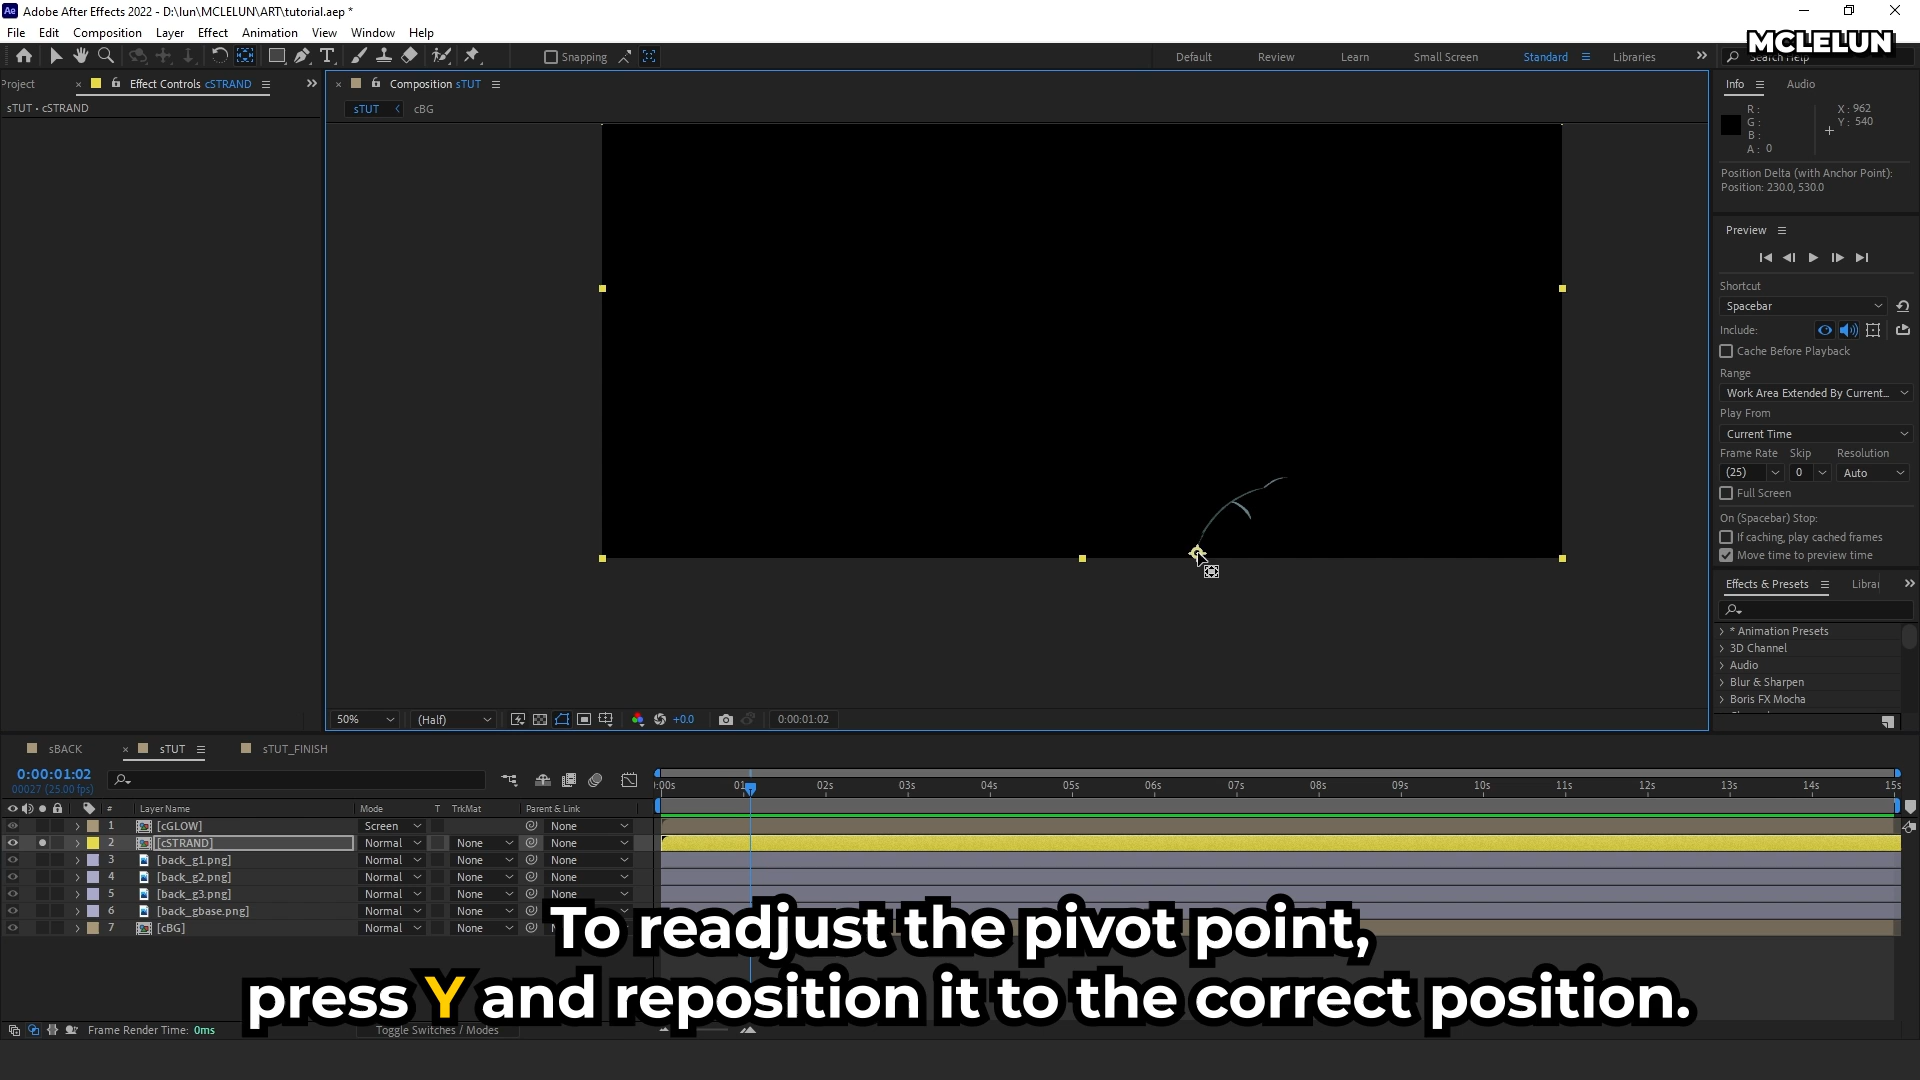 Adobe After Effects 2022 - D:\lun\MCLELUN\ART\tutorial.aep *
File Edit Composition Layer Effect Animation View Window Help
MCLELUN
Snapping
Default Review Learn Small Screen Standard Libraries
Search Help
Project
Effect Controls cSTRAND
sTUT • cSTRAND
Composition sTUT
sTUT
cBG
Info Audio
R : X : 962
G : Y : 540
B :
A : 0
Position Delta (with Anchor Point):
Position: 230.0, 530.0
Preview
Shortcut
Spacebar
Include:
Cache Before Playback
Range
Work Area Extended By Current...
Play From
Current Time
Frame Rate Skip Resolution
(25) 0 Auto
Full Screen
On (Spacebar) Stop:
If caching, play cached frames
Move time to preview time
Effects & Presets
* Animation Presets
3D Channel
Audio
Blur & Sharpen
Boris FX Mocha
50% (Half) +0.0 0:00:01:02
sBACK sTUT sTUT_FINISH
0:00:01:02
00027 (25.00 fps)
# Layer Name Mode T TrkMat Parent & Link
:00s 01s 02s 03s 04s 05s 06s 07s 08s 09s 10s 11s 12s 13s 14s 15s
1 [cGLOW] Screen None
2 [cSTRAND] Normal None None
3 [back_g1.png] Normal None None
4 [back_g2.png] Normal None None
5 [back_g3.png] Normal None None
6 [back_gbase.png] Normal None None
7 [cBG] Normal None None
To readjust the pivot point,
press Y and reposition it to the correct position.
Frame Render Time: 0ms
Toggle Switches / Modes